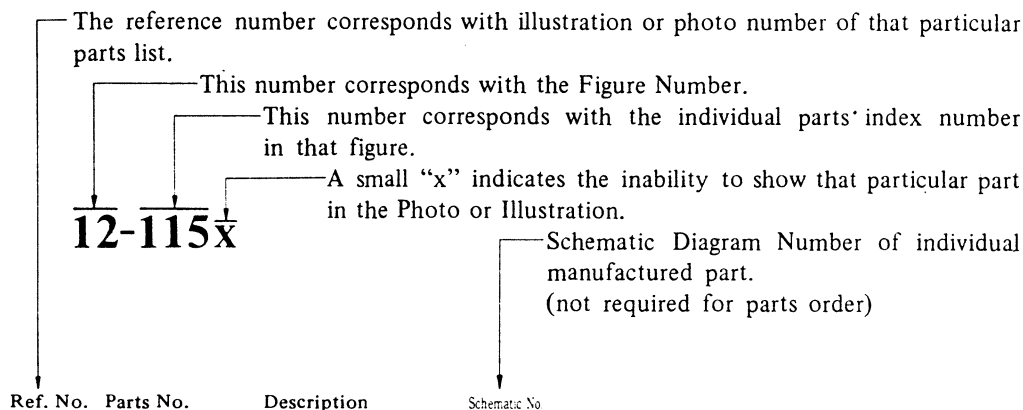 The reference number corresponds with illustration or photo number of that particular
parts list.
This number corresponds with the Figure Number.
This number corresponds with the individual parts' index number
in that figure.
A small “x” indicates the inability to show that particular part
in the Photo or Illustration.
12-115x
Schematic Diagram Number of individual
manufactured part.
(not required for parts order)
Ref. No. Parts No. Description Schematic No.